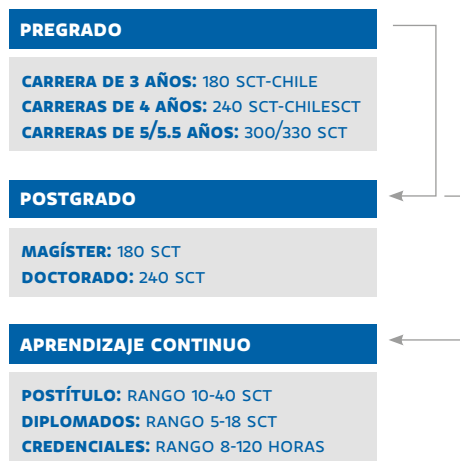 PREGRADO
CARRERA DE 3 AÑOS: 180 SCT-CHILE
CARRERAS DE 4 AÑOS: 240 SCT-CHILESCT
CARRERAS DE 5/5.5 AÑOS: 300/330 SCT
POSTGRADO
MAGÍSTER: 180 SCT
DOCTORADO: 240 SCT
APRENDIZAJE CONTINUO
POSTÍTULO: RANGO 10-40 SCT
DIPLOMADOS: RANGO 5-18 SCT
CREDENCIALES: RANGO 8-120 HORAS